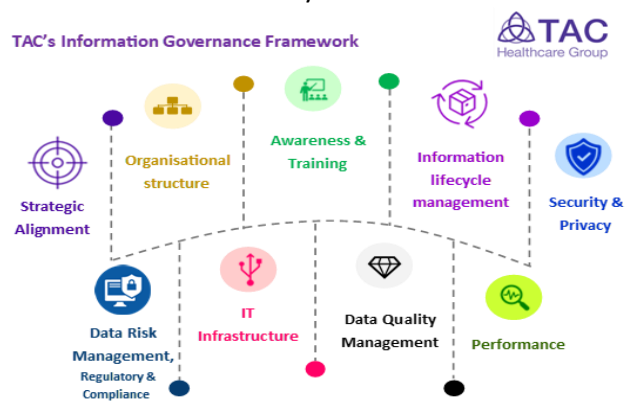 TAC's Information Governance Framework
TAC
Healthcare Group
Strategic
Alignment
Organisational
structure
Awareness &
Training
Information
lifecycle
management
Security &
Privacy
Data Risk
Management,
Regulatory &
Compliance
IT
Infrastructure
Data Quality
Management
Performance